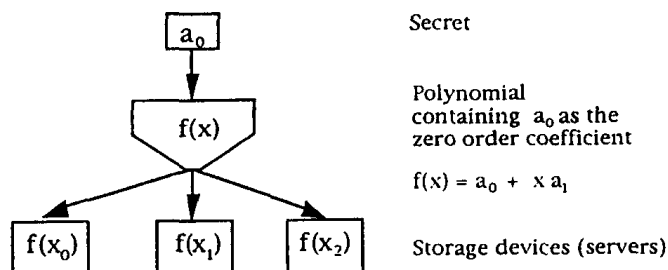 a₀ Secret
Polynomial
containing a₀ as the
f(x) zero order coefficient
f(x) = a₀ + x a₁
f(x₀) f(x₁) f(x₂) Storage devices (servers)